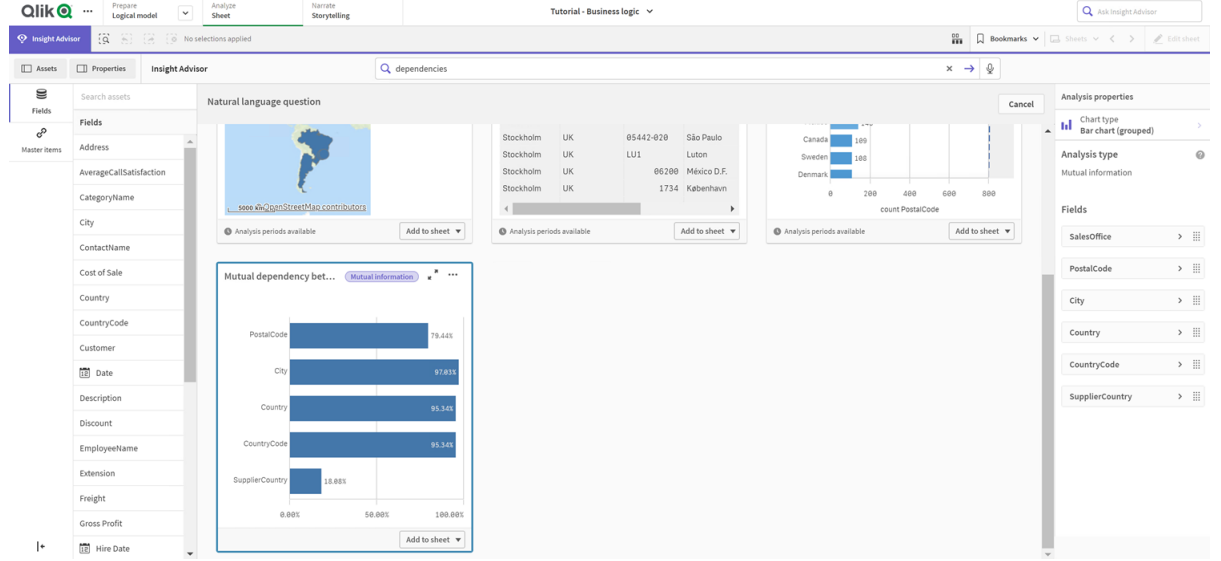 Qlik
...
Prepare
Logical model
Analyze
Sheet
Narrate
Storytelling
Tutorial - Business logic
Ask Insight Advisor
Insight Advisor
No selections applied
Bookmarks
Sheets
Edit sheet
Assets
Properties
Insight Advisor
dependencies
Fields
Master items
Search assets
Fields
Address
AverageCallSatisfaction
CategoryName
City
ContactName
Cost of Sale
Country
CountryCode
Customer
Date
Description
Discount
EmployeeName
Extension
Freight
Gross Profit
Hire Date
Natural language question
Cancel
5000 km
©OpenStreetMap contributors
Analysis periods available
Add to sheet
Stockholm UK 05442-020 São Paulo
Stockholm UK LU1 Luton
Stockholm UK 06200 México D.F.
Stockholm UK 1734 København
Analysis periods available
Add to sheet
Canada 109
Sweden 108
Denmark
0 200 400 600 800
count PostalCode
Analysis periods available
Add to sheet
Mutual dependency bet...
Mutual information
...
PostalCode 79.44%
City 97.03%
Country 95.34%
CountryCode 95.34%
SupplierCountry 18.08%
0.00% 50.00% 100.00%
Add to sheet
Analysis properties
Chart type
Bar chart (grouped)
Analysis type
Mutual information
Fields
SalesOffice
PostalCode
City
Country
CountryCode
SupplierCountry